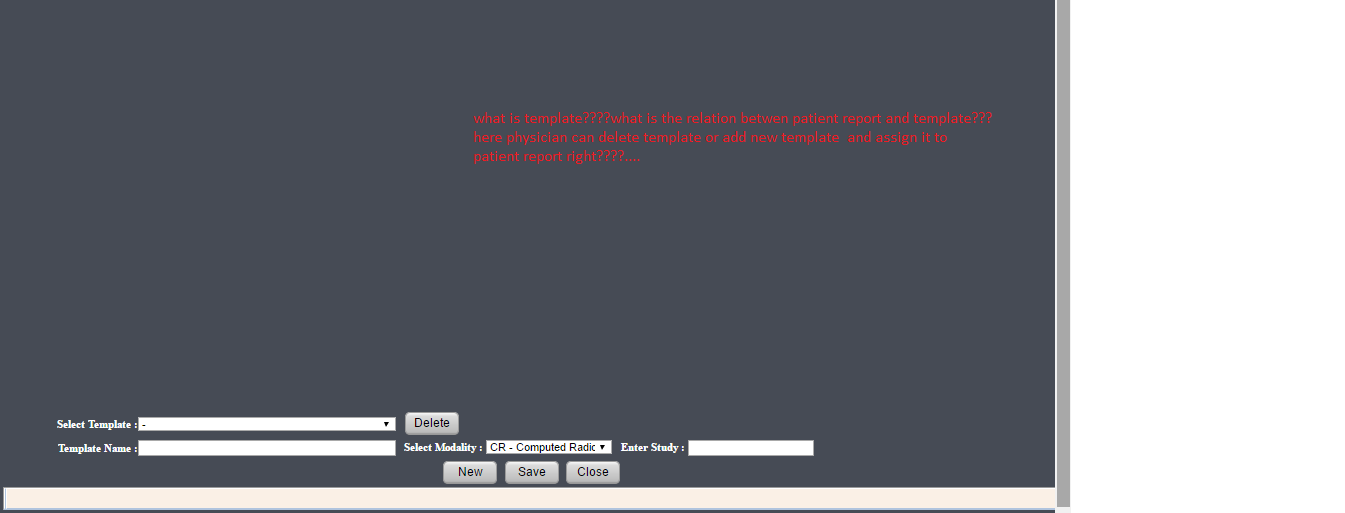 what is template????what is the relation betwen patient report and template???
here physician can delete template or add new template  and assign it to
patient report right????....
Select Template : - Delete
Template Name : Select Modality : CR - Computed Radic Enter Study :
New Save Close